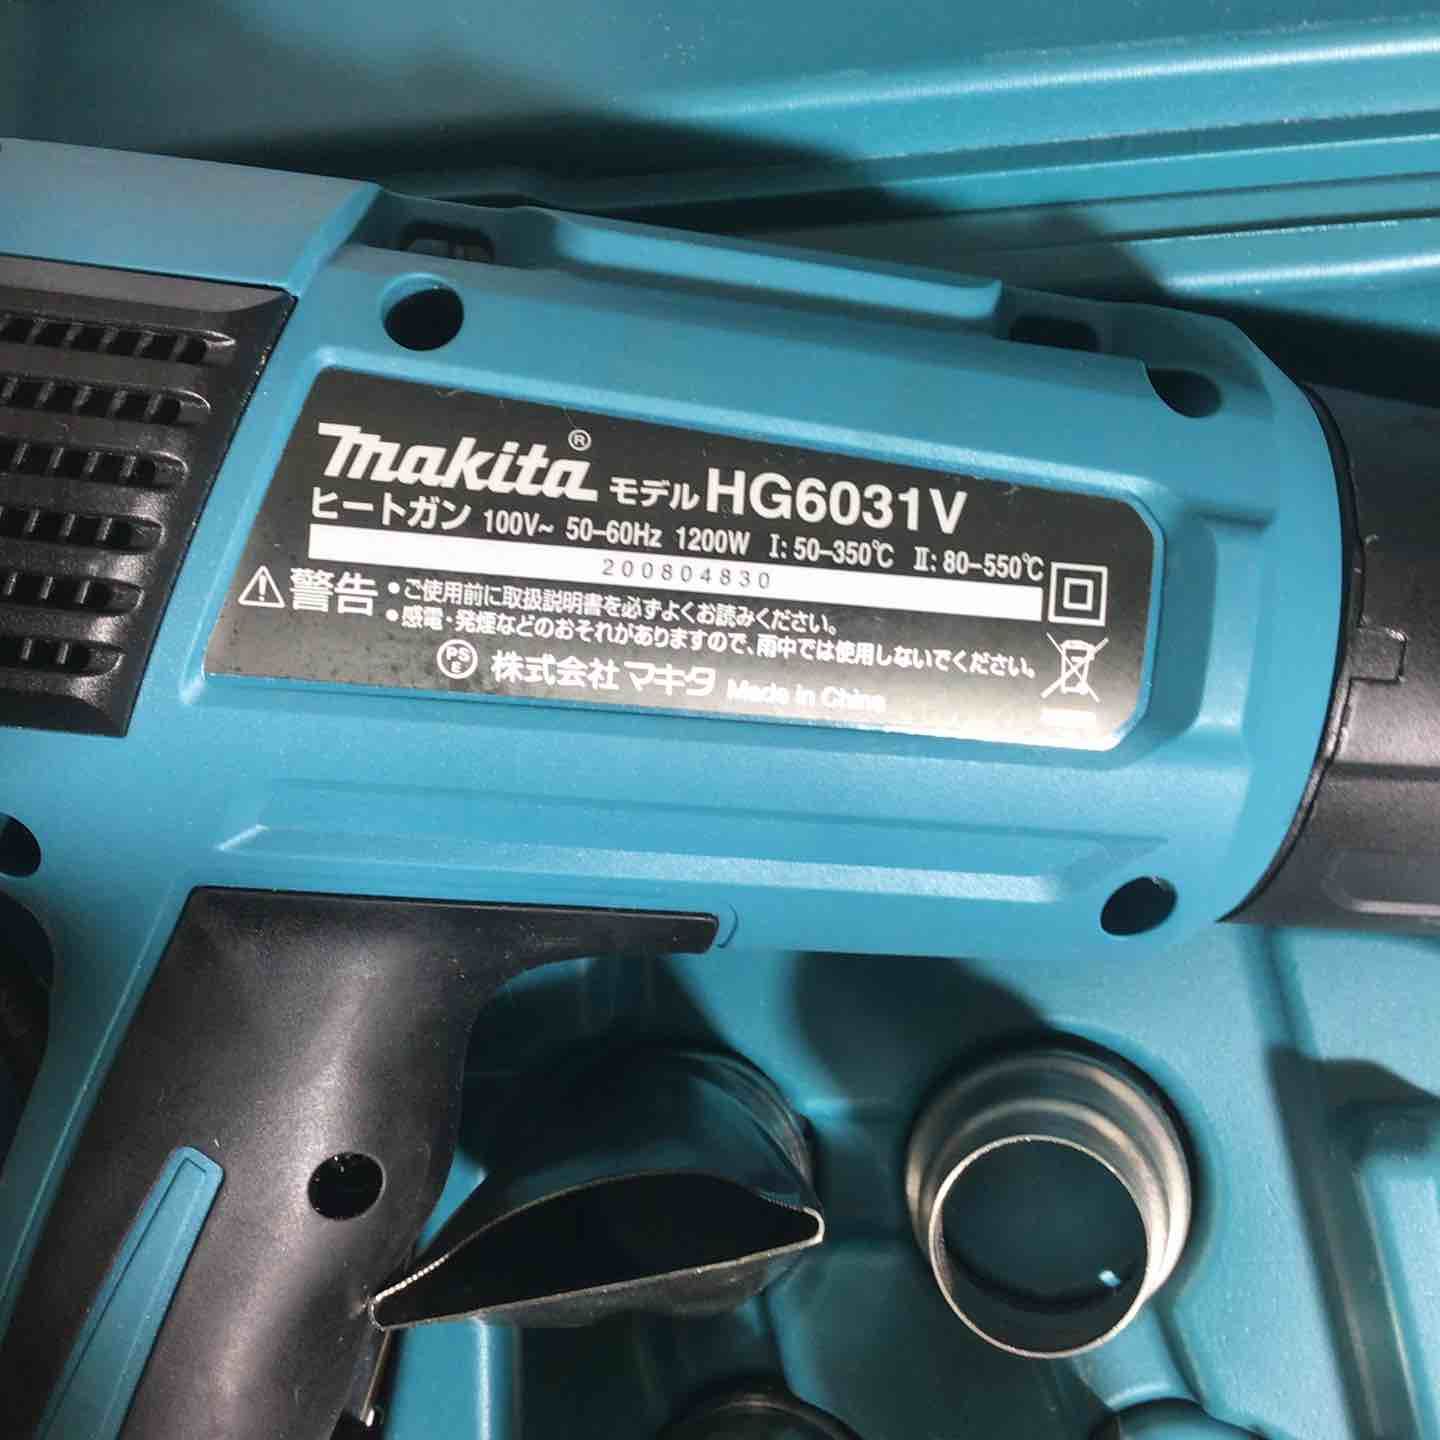 makita® モデル HG6031V
ヒートガン 100V~ 50-60Hz 1200W I: 50-350℃ II: 80-550℃
200804830
警告 •ご使用前に取扱説明書を必ずよくお読みください。
•感電・発煙などのおそれがありますので、雨中では使用しないでください。
PSE 株式会社 マキタ Made in China